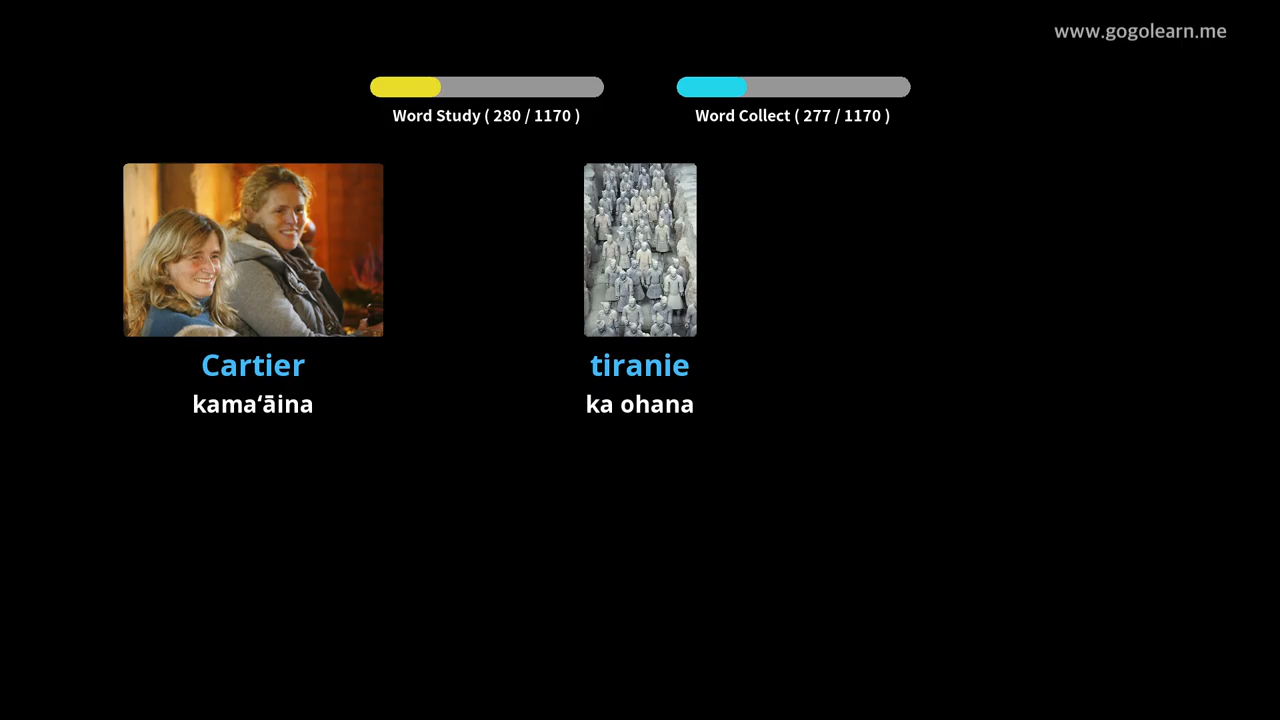 www.gogolearn.me
Word Study ( 280 / 1170 )
Word Collect ( 277 / 1170 )
Cartier
kamaʻāina
tiranie
ka ohana